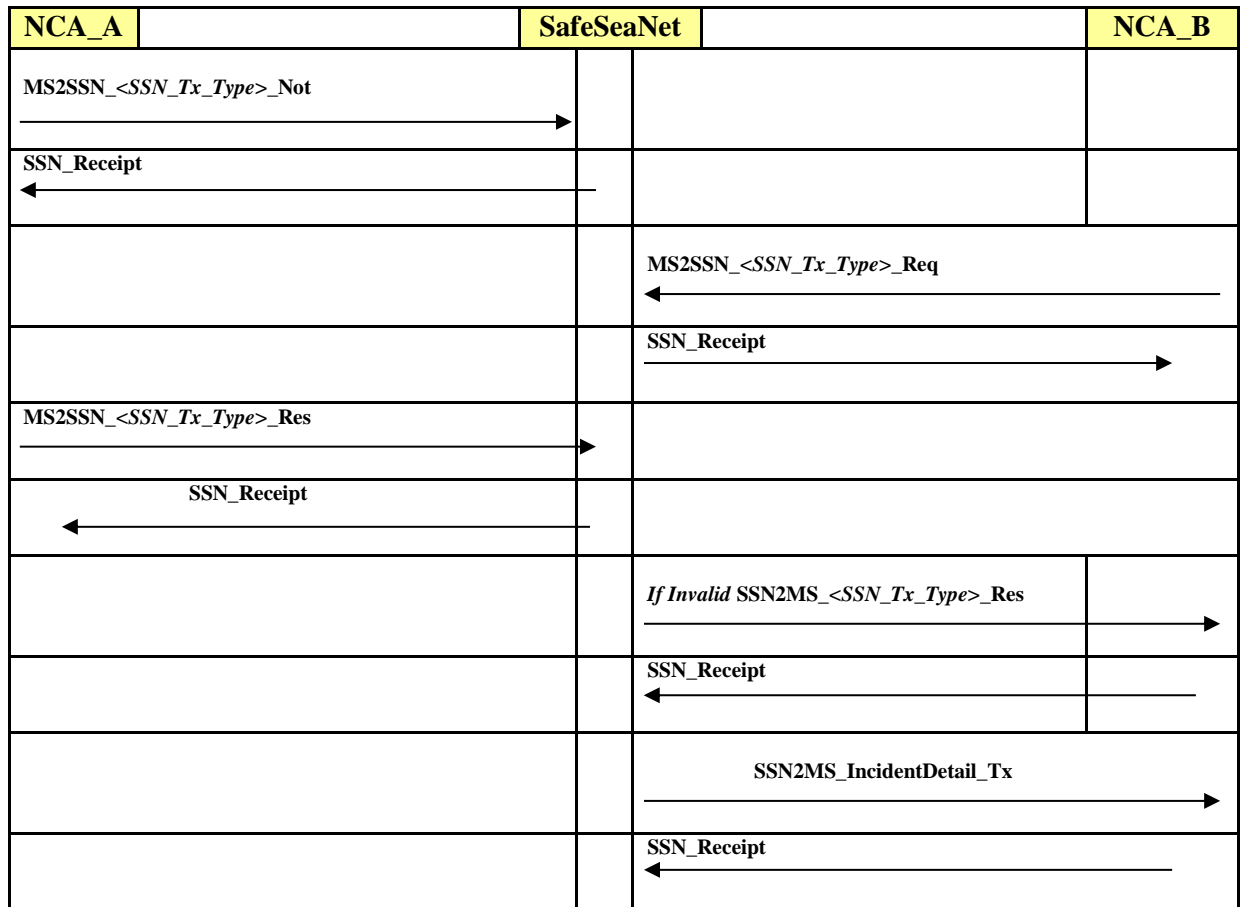 NCA_A SafeSeaNet NCA_B
MS2SSN_<SSN_Tx_Type>_Not
SSN_Receipt
MS2SSN_<SSN_Tx_Type>_Req
SSN_Receipt
MS2SSN_<SSN_Tx_Type>_Res
SSN_Receipt
If Invalid SSN2MS_<SSN_Tx_Type>_Res
SSN_Receipt
SSN2MS_IncidentDetail_Tx
SSN_Receipt